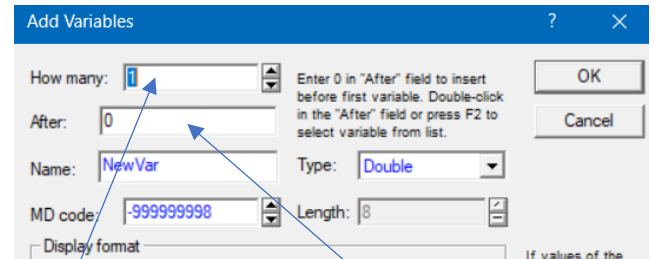 Add Variables ? ×
How many: 1
Enter 0 in "After" field to insert
before first variable. Double-click
in the "After" field or press F2 to
select variable from list.
OK
After: 0
Cancel
Name: NewVar
Type: Double
MD code: -999999998
Length: 8
Display format
If values of the